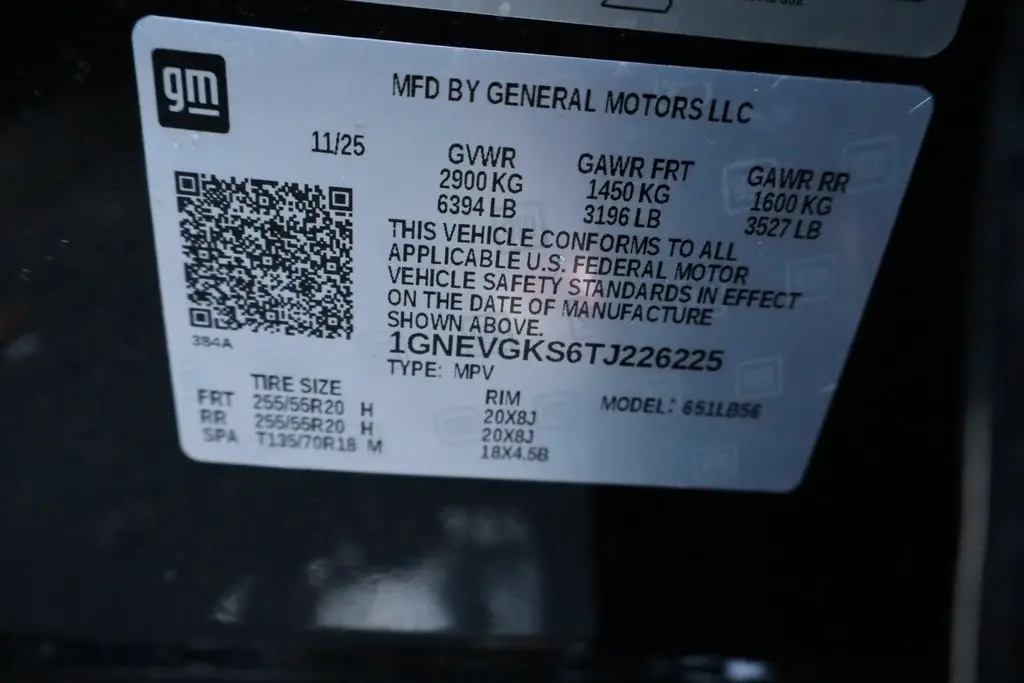 gm
MFD BY GENERAL MOTORS LLC
11/25
GVWR GAWR FRT GAWR RR
2900 KG 1450 KG 1600 KG
6394 LB 3196 LB 3527 LB
THIS VEHICLE CONFORMS TO ALL
APPLICABLE U.S. FEDERAL MOTOR
VEHICLE SAFETY STANDARDS IN EFFECT
ON THE DATE OF MANUFACTURE
SHOWN ABOVE.
384A
1GNEVGKS6TJ226225
TYPE: MPV
TIRE SIZE RIM MODEL: 651LB56
FRT 255/55R20 H 20X8J
RR 255/55R20 H 20X8J
SPA T135/70R18 M 18X4.5B